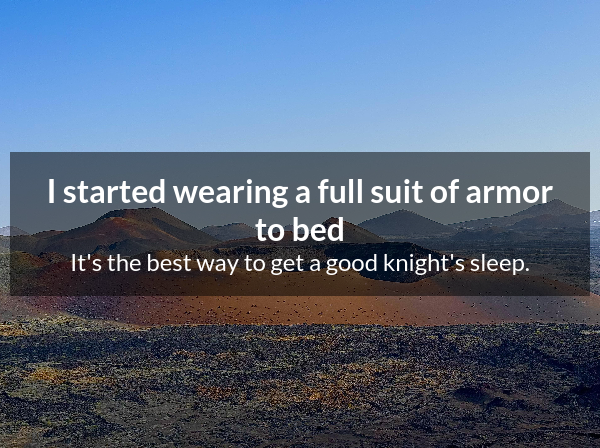 I started wearing a full suit of armor
to bed
It's the best way to get a good knight's sleep.